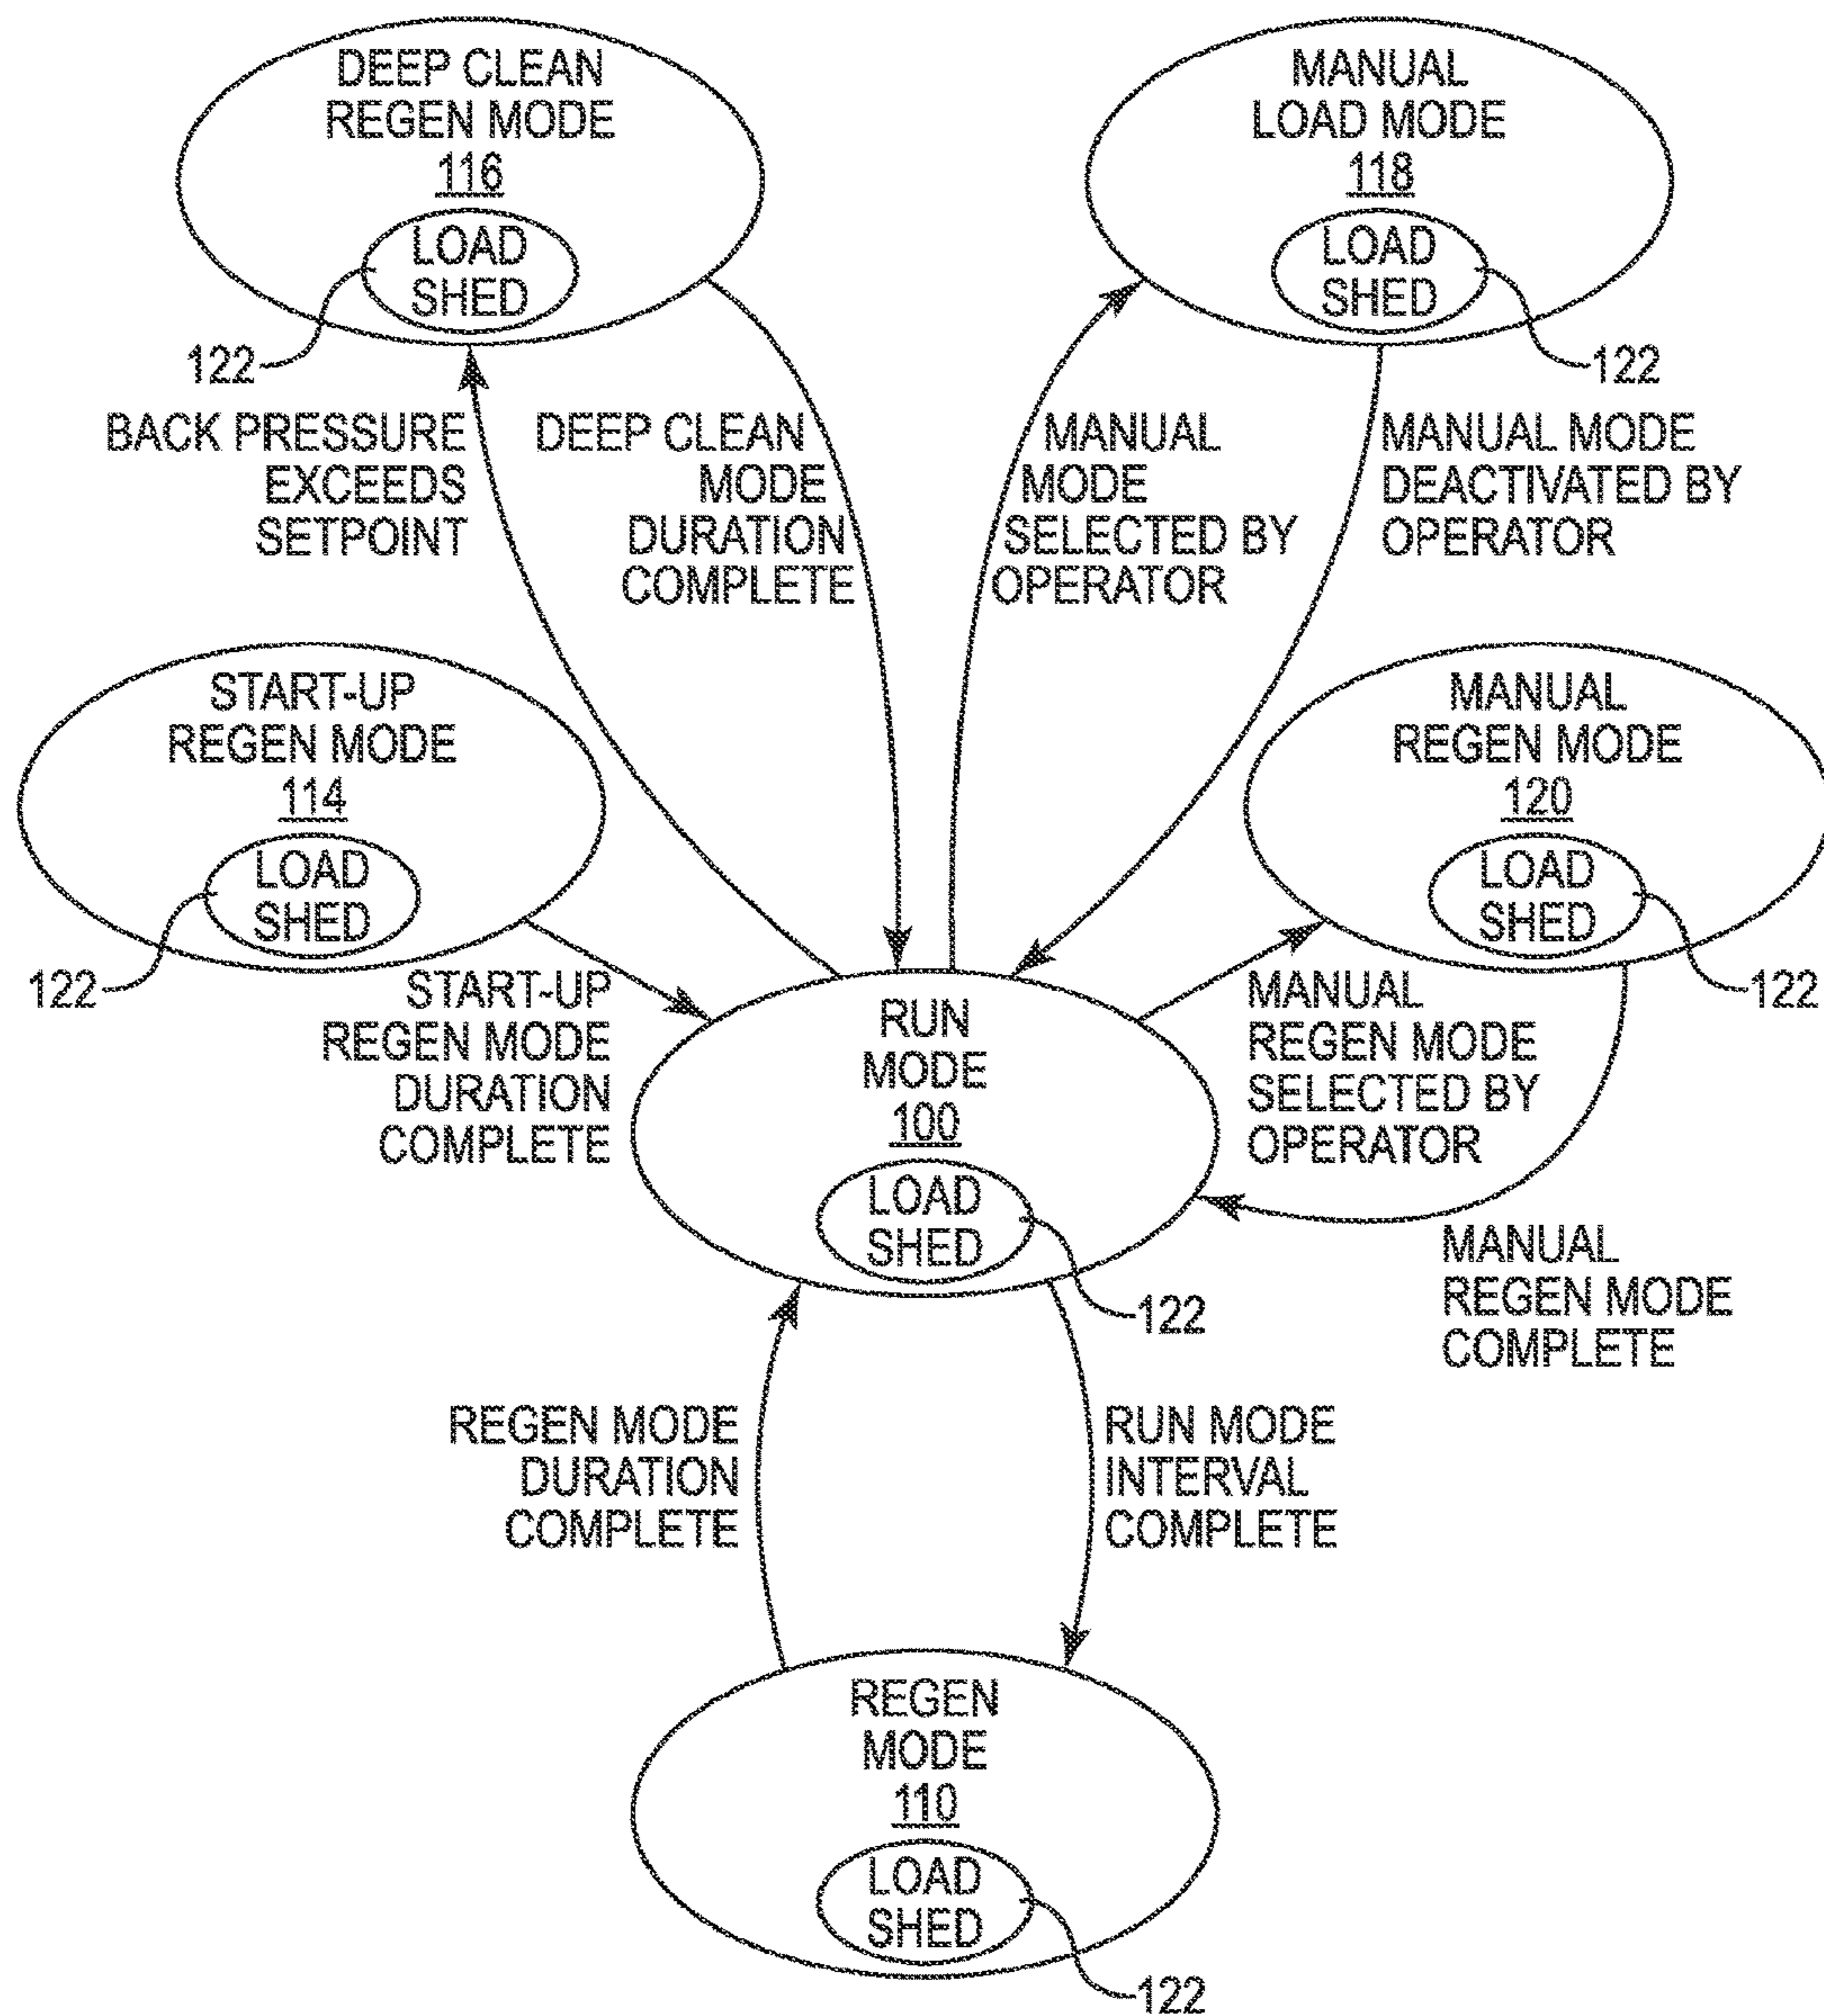 DEEP CLEAN
REGEN MODE
116
LOAD
SHED
122
MANUAL
LOAD MODE
118
LOAD
SHED
122
BACK PRESSURE
EXCEEDS
SETPOINT
DEEP CLEAN
MODE
DURATION
COMPLETE
MANUAL
MODE
SELECTED BY
OPERATOR
MANUAL MODE
DEACTIVATED BY
OPERATOR
START-UP
REGEN MODE
114
LOAD
SHED
122
MANUAL
REGEN MODE
120
LOAD
SHED
122
START-UP
REGEN MODE
DURATION
COMPLETE
RUN
MODE
100
LOAD
SHED
122
MANUAL
REGEN MODE
SELECTED BY
OPERATOR
MANUAL
REGEN MODE
COMPLETE
REGEN MODE
DURATION
COMPLETE
RUN MODE
INTERVAL
COMPLETE
REGEN
MODE
110
LOAD
SHED
122